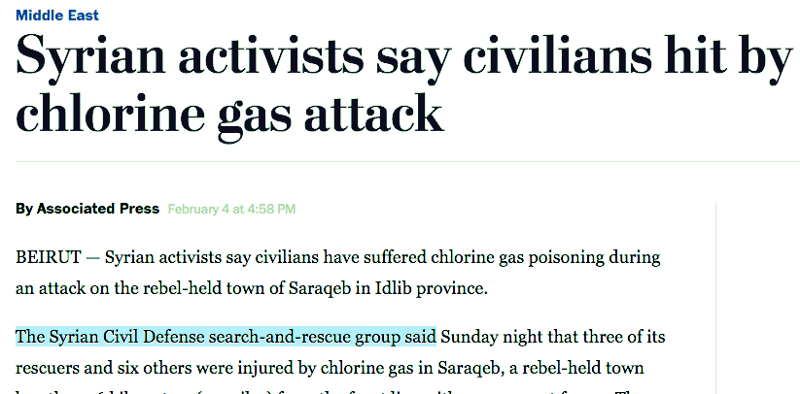 Middle East
Syrian activists say civilians hit by
chlorine gas attack
By Associated Press February 4 at 4:58 PM
BEIRUT — Syrian activists say civilians have suffered chlorine gas poisoning during
an attack on the rebel-held town of Saraqeb in Idlib province.
The Syrian Civil Defense search-and-rescue group said Sunday night that three of its
rescuers and six others were injured by chlorine gas in Saraqeb, a rebel-held town